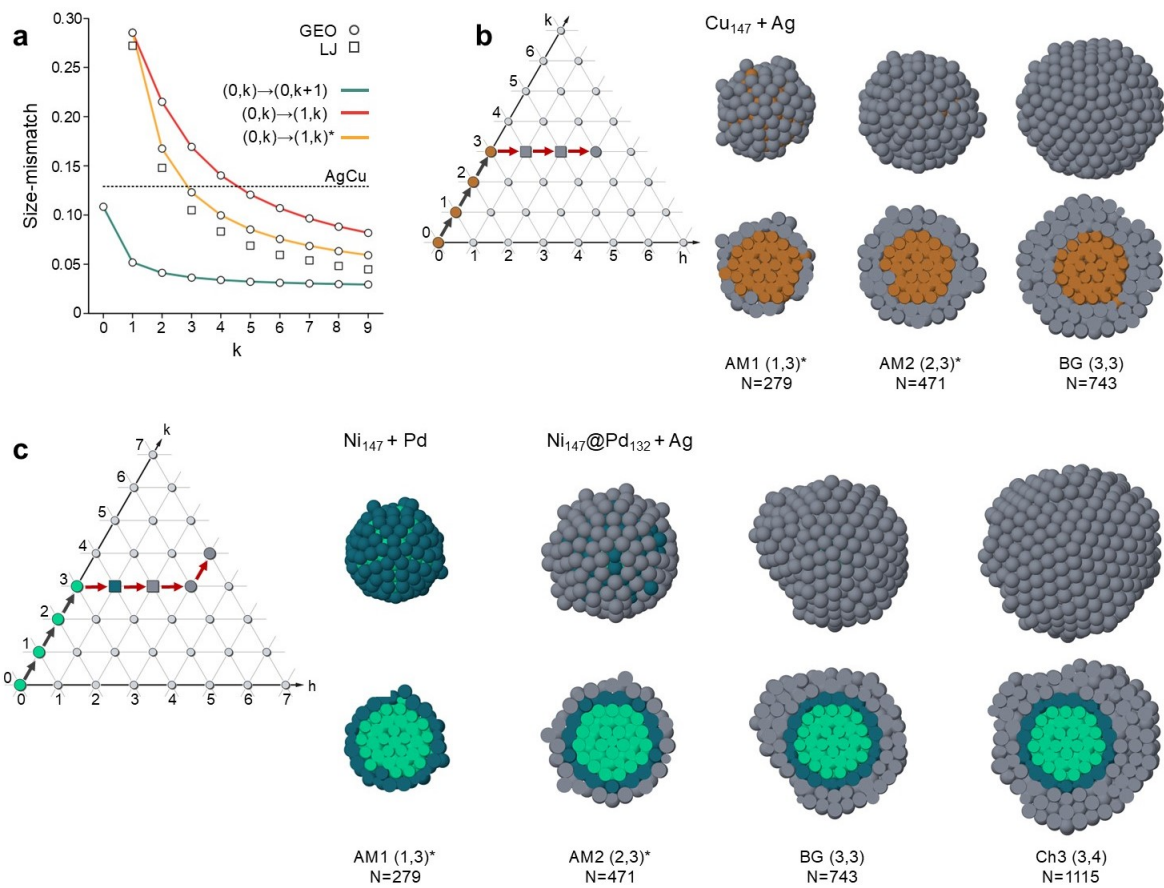 a
0.30
0.25
0.20
0.15
0.10
0.05
0
Size-mismatch
0 1 2 3 4 5 6 7 8 9
k
GEO
LJ
(0,k)→(0,k+1)
(0,k)→(1,k)
(0,k)→(1,k)*
AgCu
b
k
6
5
4
3
2
1
0
0 1 2 3 4 5 6 h
Cu₁₄₇ + Ag
AM1 (1,3)*
N=279
AM2 (2,3)*
N=471
BG (3,3)
N=743
c
k
7
6
5
4
3
2
1
0
0 1 2 3 4 5 6 7 h
Ni₁₄₇ + Pd
Ni₁₄₇@Pd₁₃₂ + Ag
AM1 (1,3)*
N=279
AM2 (2,3)*
N=471
BG (3,3)
N=743
Ch3 (3,4)
N=1115